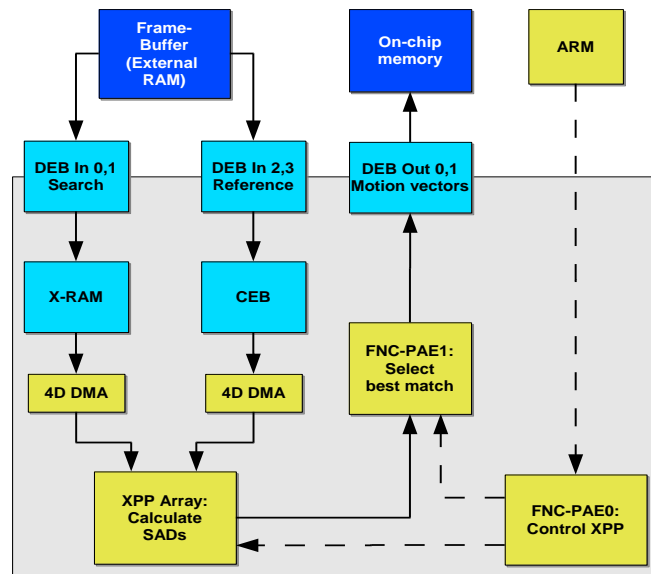 Frame-
Buffer
(External
RAM)
On-chip
memory
ARM
DEB In 0,1
Search
DEB In 2,3
Reference
DEB Out 0,1
Motion vectors
X-RAM
CEB
FNC-PAE1:
Select
best match
4D DMA
4D DMA
XPP Array:
Calculate
SADs
FNC-PAE0:
Control XPP